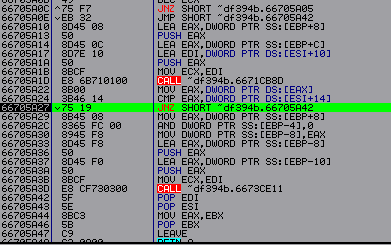 66705A0C ^75 F7 JNZ SHORT ~df394b.66705A05
66705A0E ˅EB 32 JMP SHORT ~df394b.66705A42
66705A10 8D45 08 LEA EAX,DWORD PTR SS:[EBP+8]
66705A13 50 PUSH EAX
66705A14 8D45 0C LEA EAX,DWORD PTR SS:[EBP+C]
66705A17 8D7E 10 LEA EDI,DWORD PTR DS:[ESI+10]
66705A1A 50 PUSH EAX
66705A1B 8BCF MOV ECX,EDI
66705A1D E8 6B710100 CALL ~df394b.6671CB8D
66705A22 8B00 MOV EAX,DWORD PTR DS:[EAX]
66705A24 3B46 14 CMP EAX,DWORD PTR DS:[ESI+14]
66705A27 ˅75 19 JNZ SHORT ~df394b.66705A42
66705A29 8B45 08 MOV EAX,DWORD PTR SS:[EBP+8]
66705A2C 8365 FC 00 AND DWORD PTR SS:[EBP-4],0
66705A30 8945 F8 MOV DWORD PTR SS:[EBP-8],EAX
66705A33 8D45 F8 LEA EAX,DWORD PTR SS:[EBP-8]
66705A36 50 PUSH EAX
66705A37 8D45 F0 LEA EAX,DWORD PTR SS:[EBP-10]
66705A3A 50 PUSH EAX
66705A3B 8BCF MOV ECX,EDI
66705A3D E8 CF730300 CALL ~df394b.6673CE11
66705A42 5F POP EDI
66705A43 5E POP ESI
66705A44 8BC3 MOV EAX,EBX
66705A46 5B POP EBX
66705A47 C9 LEAVE